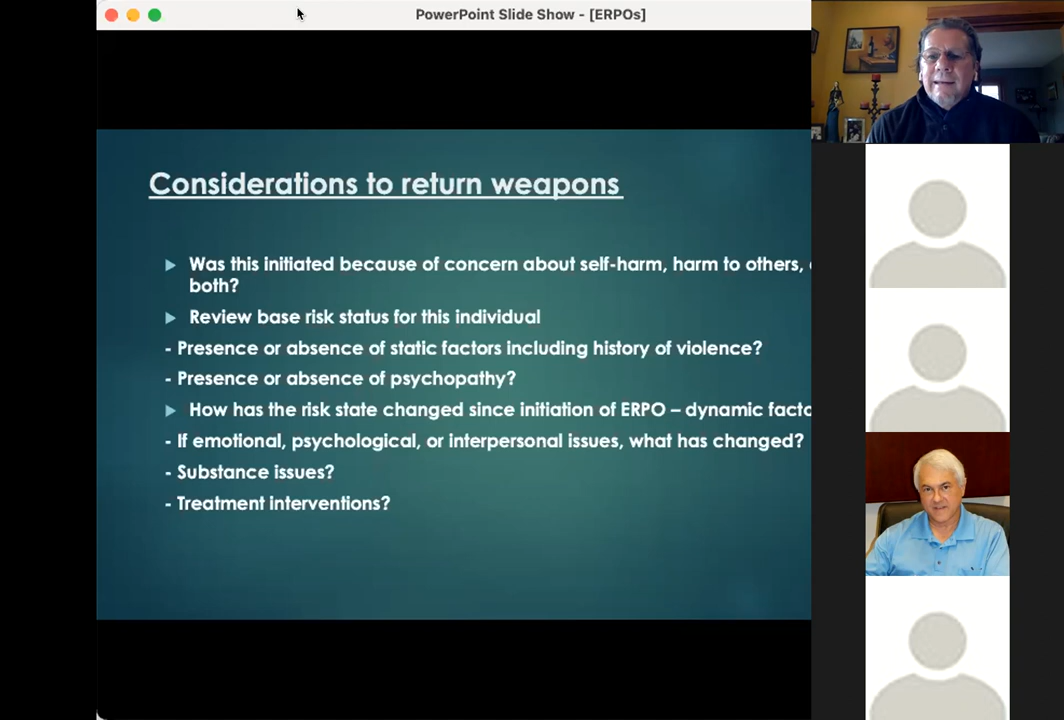 PowerPoint Slide Show - [ERPOs]
Considerations to return weapons
Was this initiated because of concern about self-harm, harm to others,
both?
Review base risk status for this individual
- Presence or absence of static factors including history of violence?
- Presence or absence of psychopathy?
How has the risk state changed since initiation of ERPO – dynamic
- If emotional, psychological, or interpersonal issues, what has changed?
- Substance issues?
- Treatment interventions?